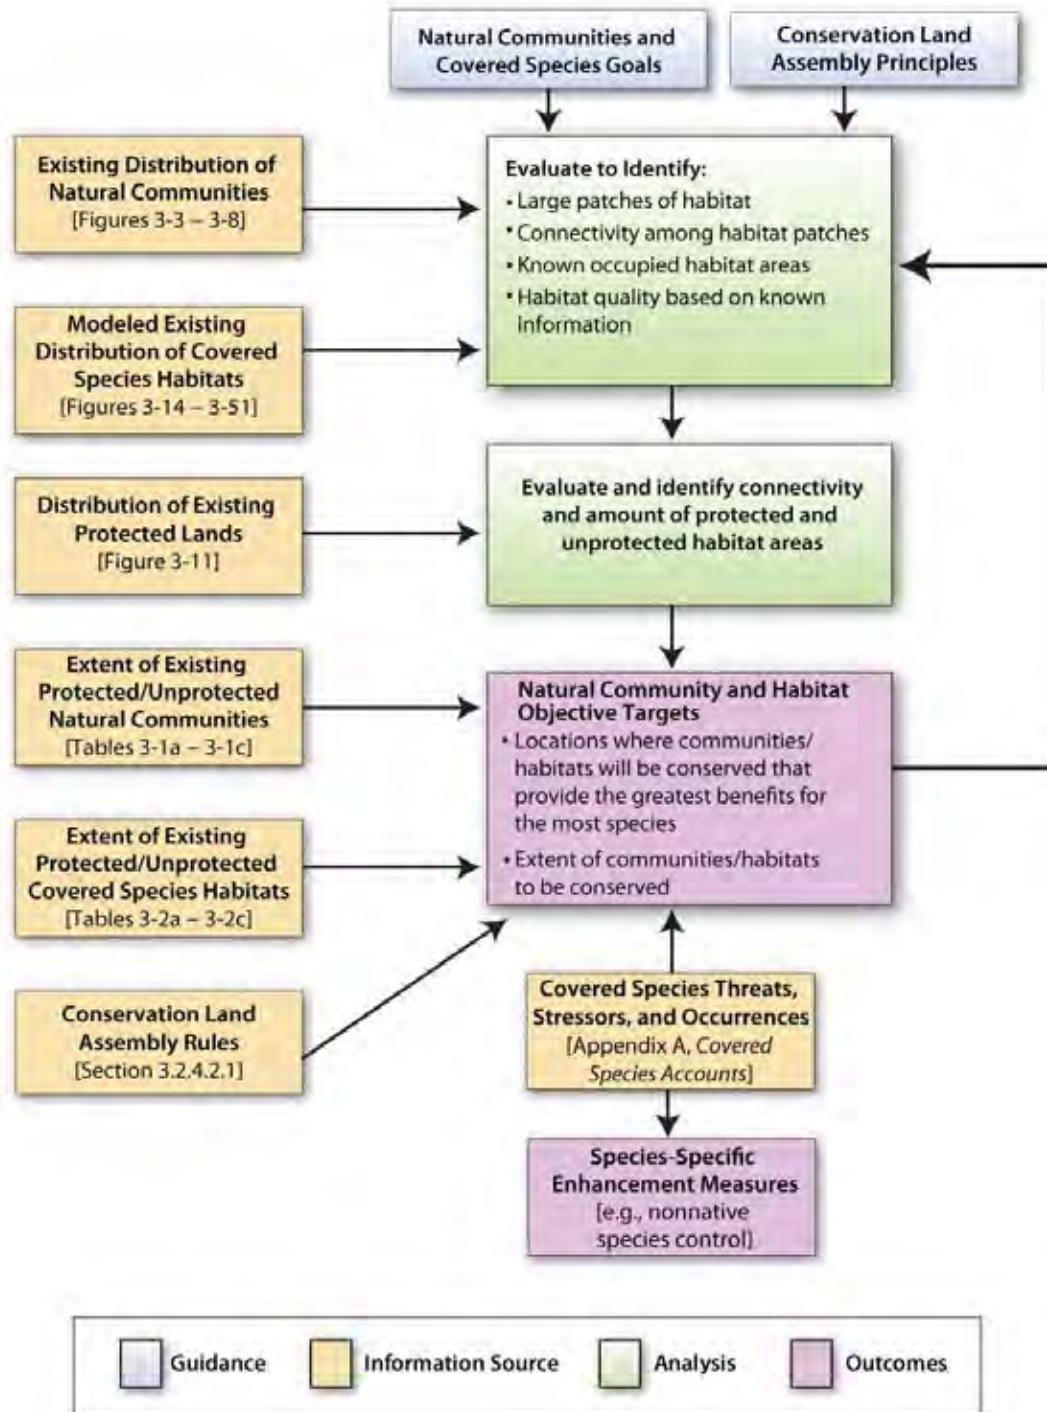 Natural Communities and
Covered Species Goals
Conservation Land
Assembly Principles
Existing Distribution of
Natural Communities
[Figures 3-3 – 3-8]
Evaluate to Identify:
• Large patches of habitat
• Connectivity among habitat patches
• Known occupied habitat areas
• Habitat quality based on known
information
Modeled Existing
Distribution of Covered
Species Habitats
[Figures 3-14 – 3-51]
Distribution of Existing
Protected Lands
[Figure 3-11]
Evaluate and identify connectivity
and amount of protected and
unprotected habitat areas
Extent of Existing
Protected/Unprotected
Natural Communities
[Tables 3-1a – 3-1c]
Natural Community and Habitat
Objective Targets
• Locations where communities/
habitats will be conserved that
provide the greatest benefits for
the most species
• Extent of communities/habitats
to be conserved
Extent of Existing
Protected/Unprotected
Covered Species Habitats
[Tables 3-2a – 3-2c]
Conservation Land
Assembly Rules
[Section 3.2.4.2.1]
Covered Species Threats,
Stressors, and Occurrences
[Appendix A, Covered
Species Accounts]
Species-Specific
Enhancement Measures
[e.g., nonnative
species control]
Guidance
Information Source
Analysis
Outcomes